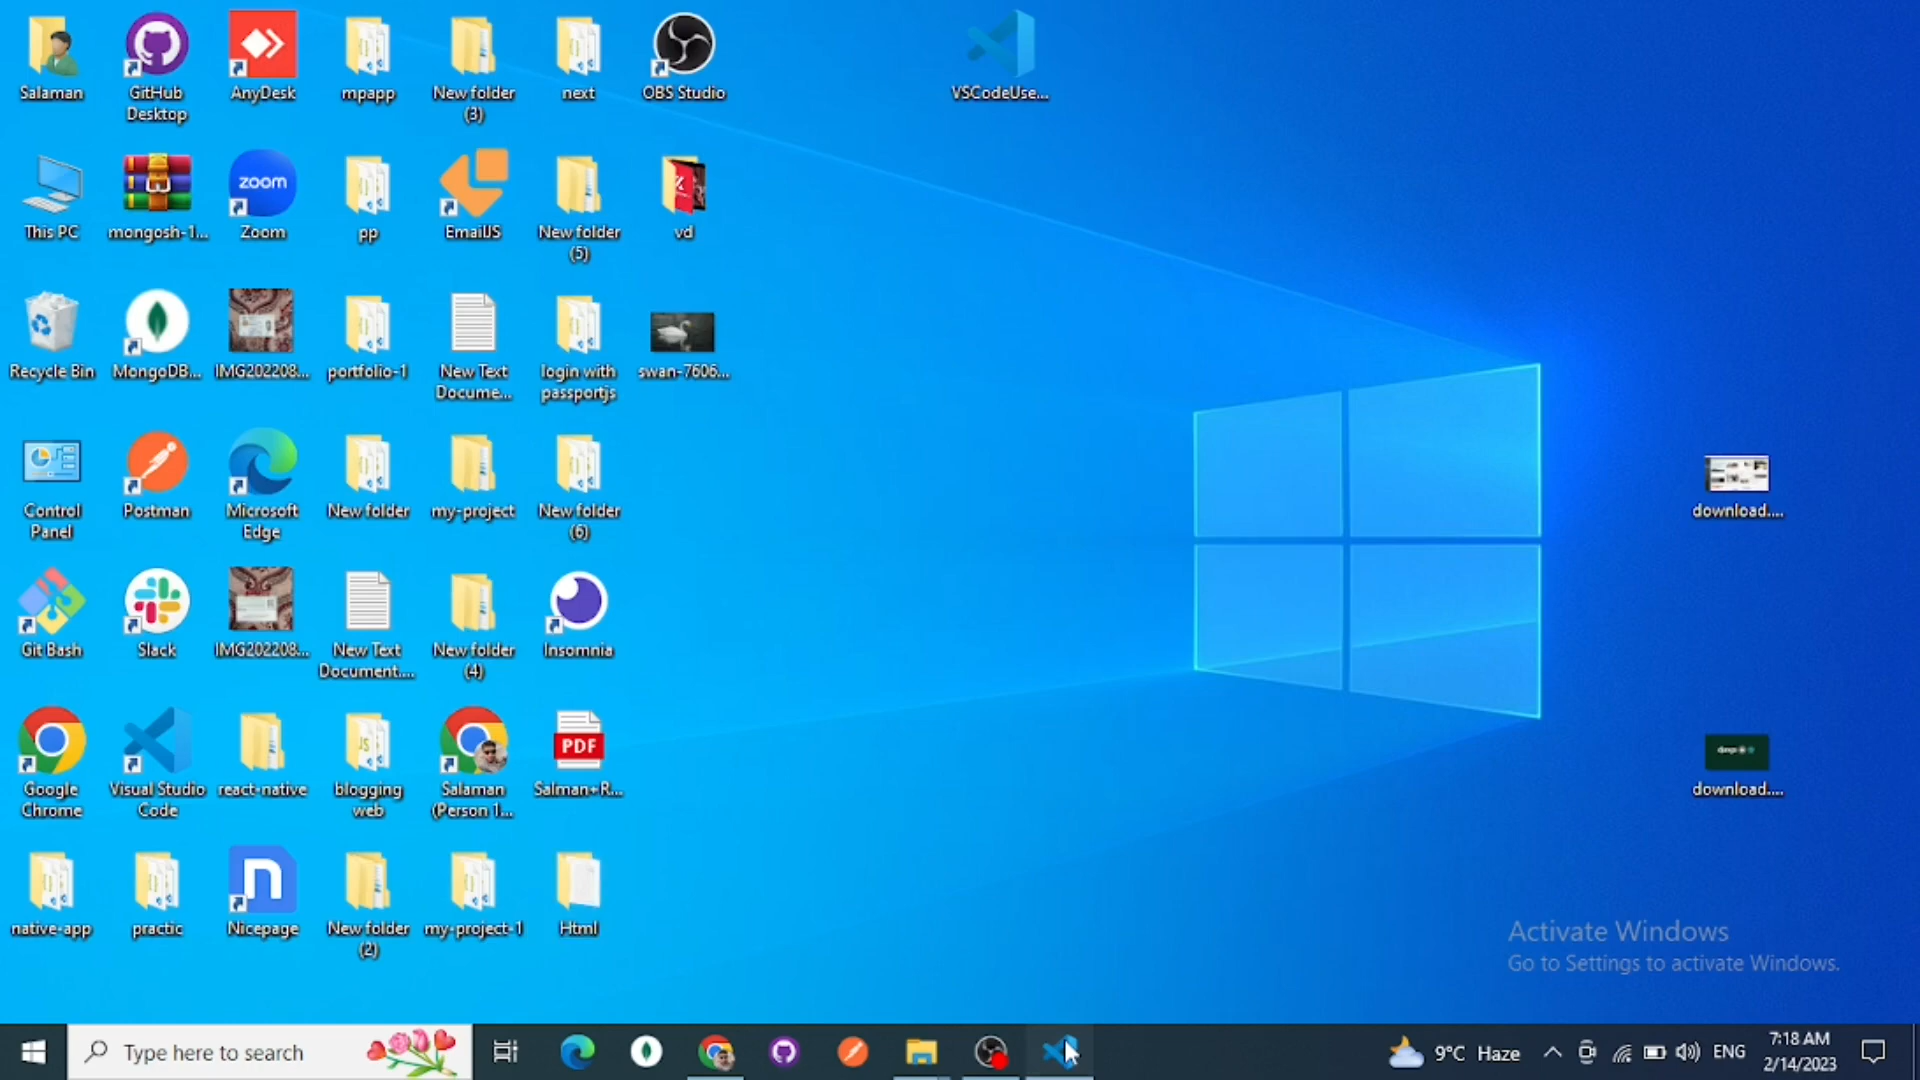 Salaman
GitHub
Desktop
AnyDesk
mpapp
New folder
(3)
next
OBS Studio
VSCodeUse...
This PC
mongosh-1...
zoom
Zoom
pp
EmailJS
New folder
(5)
vd
Recycle Bin
MongoDB...
IMG202208...
portfolio-1
New Text
Docume...
login with
passportjs
swan-7606...
Control
Panel
Postman
Microsoft
Edge
New folder
my-project
New folder
(6)
download....
Git Bash
Slack
IMG202208...
New Text
Document....
New folder
(4)
Insomnia
Google
Chrome
Visual Studio
Code
react-native
JS
blogging
web
Salaman
(Person 1...
PDF
Salman+R...
download....
native-app
practic
n
Nicepage
New folder
(2)
my-project-1
Html
Activate Windows
Go to Settings to activate Windows.
Type here to search
9°C Haze
ENG
7:18 AM
2/14/2023